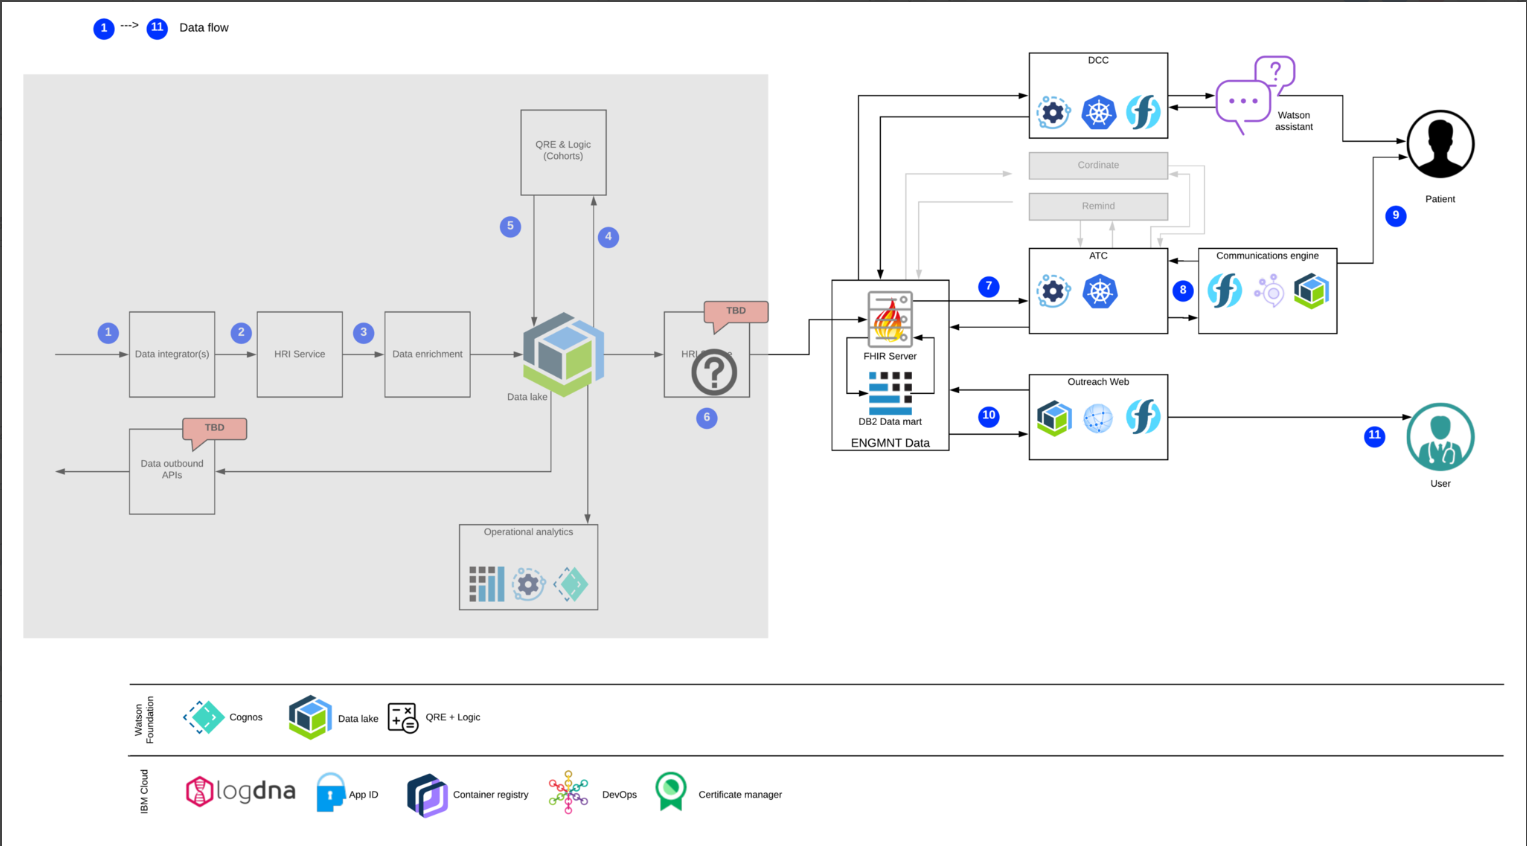 1 ---> 11 Data flow
DCC
Watson
assistant
Patient
QRE & Logic
(Cohorts)
Cordinate
Remind
5
4
9
ATC
Communications engine
7
8
TBD
1
2
3
Data integrator(s)
HRI Service
Data enrichment
Data lake
HRI
?
6
FHIR Server
DB2 Data mart
ENGMNT Data
Outreach Web
10
11
User
TBD
Data outbound
APIs
Operational analytics
Watson
Foundation
Cognos
Data lake
QRE + Logic
IBM Cloud
logdna
App ID
Container registry
DevOps
Certificate manager